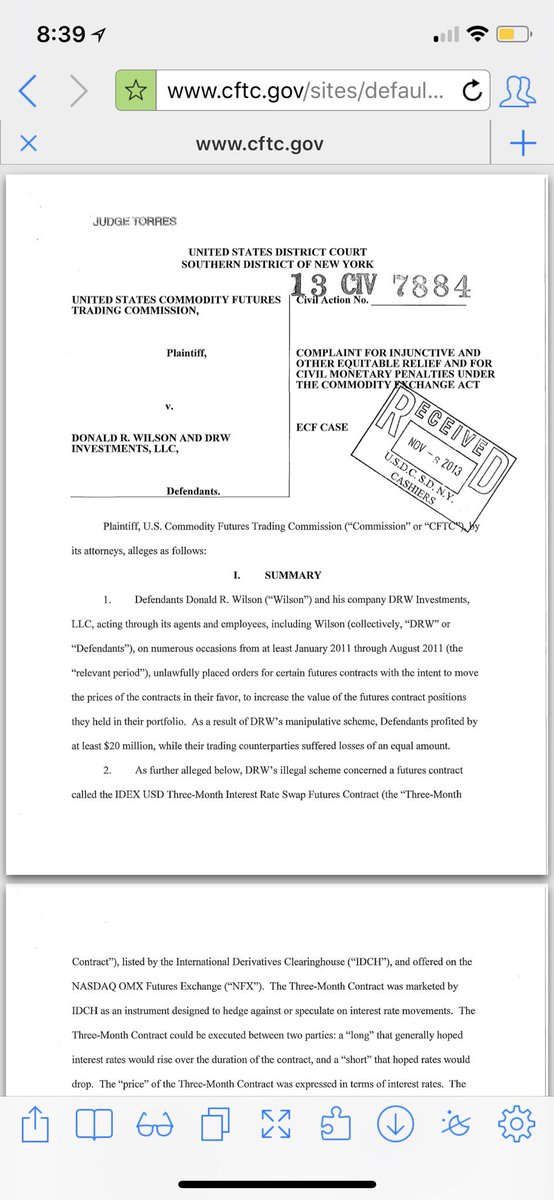 8:39
www.cftc.gov/sites/defaul...
www.cftc.gov
JUDGE TORRES
UNITED STATES DISTRICT COURT
SOUTHERN DISTRICT OF NEW YORK
13 CIV 7884
UNITED STATES COMMODITY FUTURES
TRADING COMMISSION,
Plaintiff,
v.
DONALD R. WILSON AND DRW
INVESTMENTS, LLC,
Defendants.
Civil Action No.
COMPLAINT FOR INJUNCTIVE AND
OTHER EQUITABLE RELIEF AND FOR
CIVIL MONETARY PENALTIES UNDER
THE COMMODITY EXCHANGE ACT
ECF CASE
RECEIVED
NOV - 2013
U.S.D.C. S.D. N.Y.
CASHIERS
Plaintiff, U.S. Commodity Futures Trading Commission (“Commission” or “CFTC”), by
its attorneys, alleges as follows:
I. SUMMARY
1. Defendants Donald R. Wilson (“Wilson”) and his company DRW Investments,
LLC, acting through its agents and employees, including Wilson (collectively, “DRW” or
“Defendants”), on numerous occasions from at least January 2011 through August 2011 (the
“relevant period”), unlawfully placed orders for certain futures contracts with the intent to move
the prices of the contracts in their favor, to increase the value of the futures contract positions
they held in their portfolio. As a result of DRW’s manipulative scheme, Defendants profited by
at least $20 million, while their trading counterparties suffered losses of an equal amount.
2. As further alleged below, DRW’s illegal scheme concerned a futures contract
called the IDEX USD Three-Month Interest Rate Swap Futures Contract (the “Three-Month
Contract”), listed by the International Derivatives Clearinghouse (“IDCH”), and offered on the
NASDAQ OMX Futures Exchange (“NFX”). The Three-Month Contract was marketed by
IDCH as an instrument designed to hedge against or speculate on interest rate movements. The
Three-Month Contract could be executed between two parties: a “long” that generally hoped
interest rates would rise over the duration of the contract, and a “short” that hoped rates would
drop. The “price” of the Three-Month Contract was expressed in terms of interest rates. The